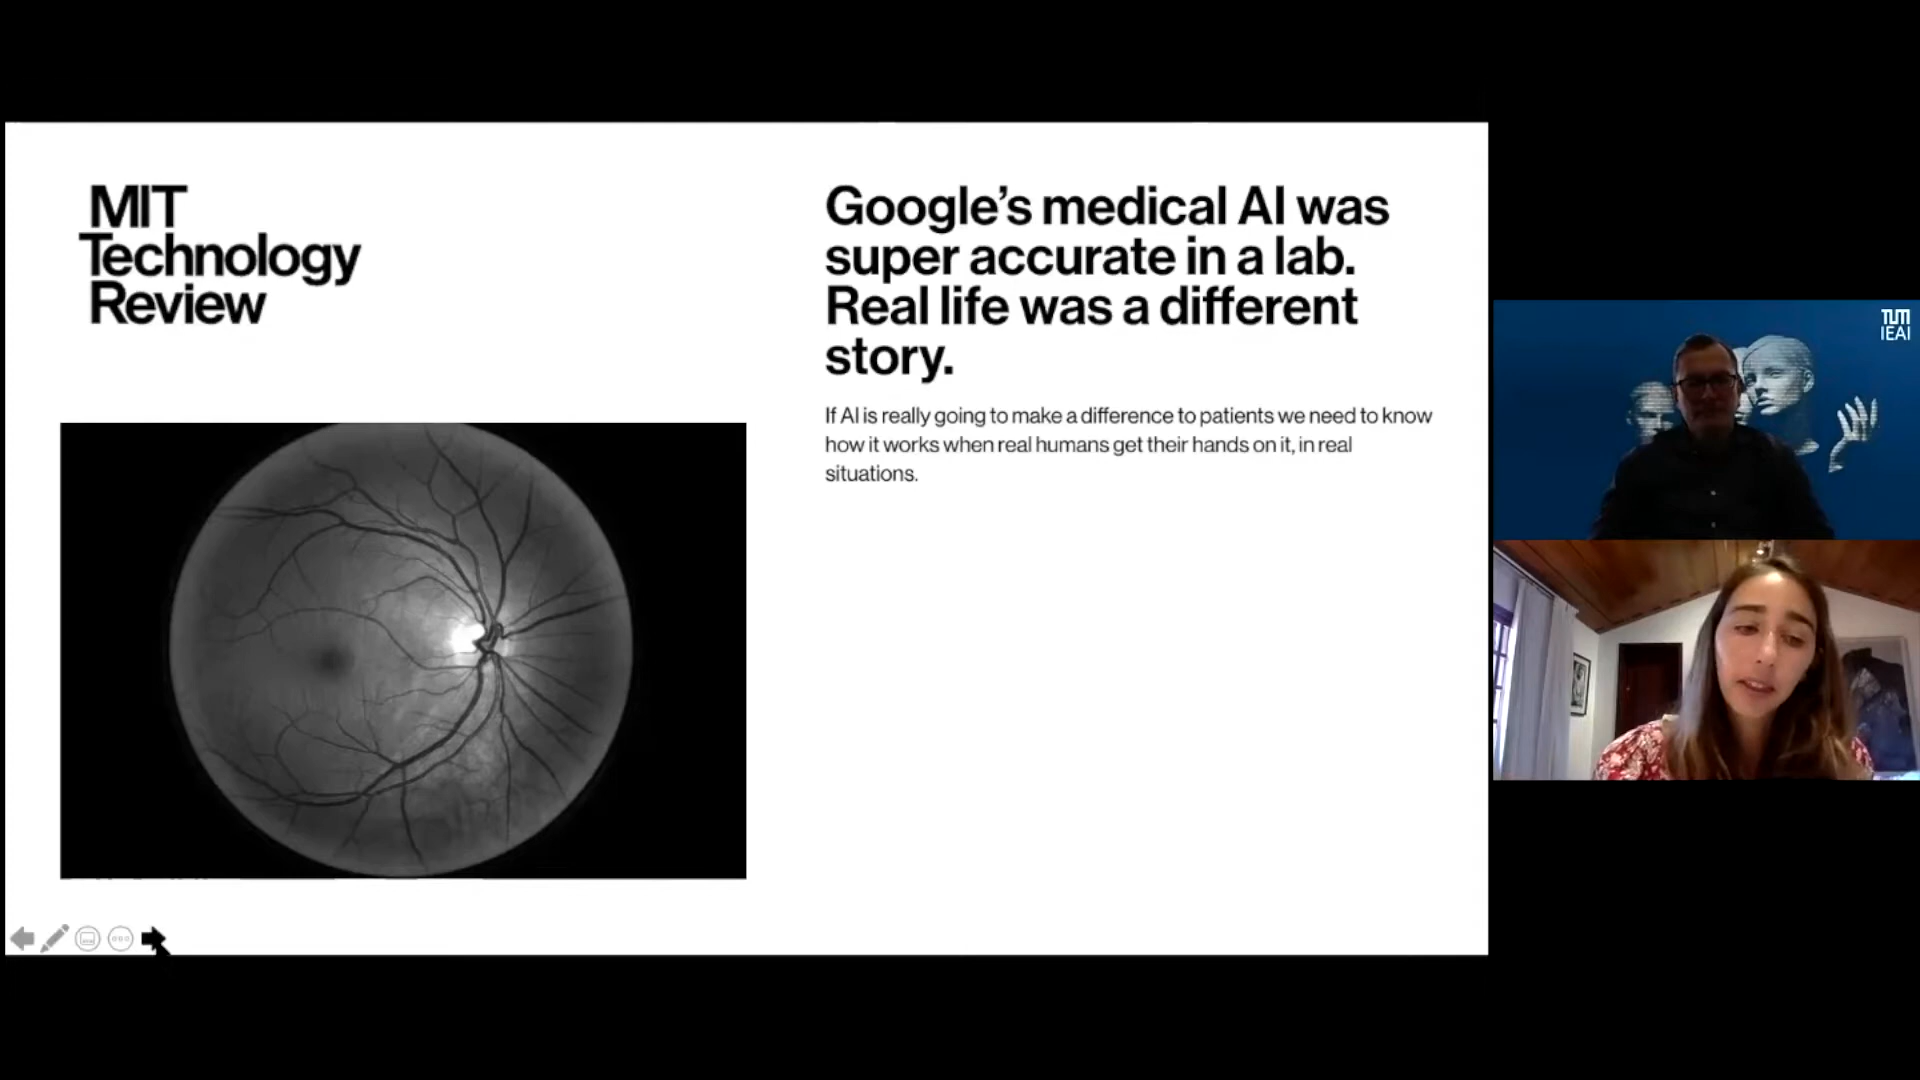 MIT
Technology
Review
Google’s medical AI was
super accurate in a lab.
Real life was a different
story.
If AI is really going to make a difference to patients we need to know
how it works when real humans get their hands on it, in real
situations.
TUM
IEAI